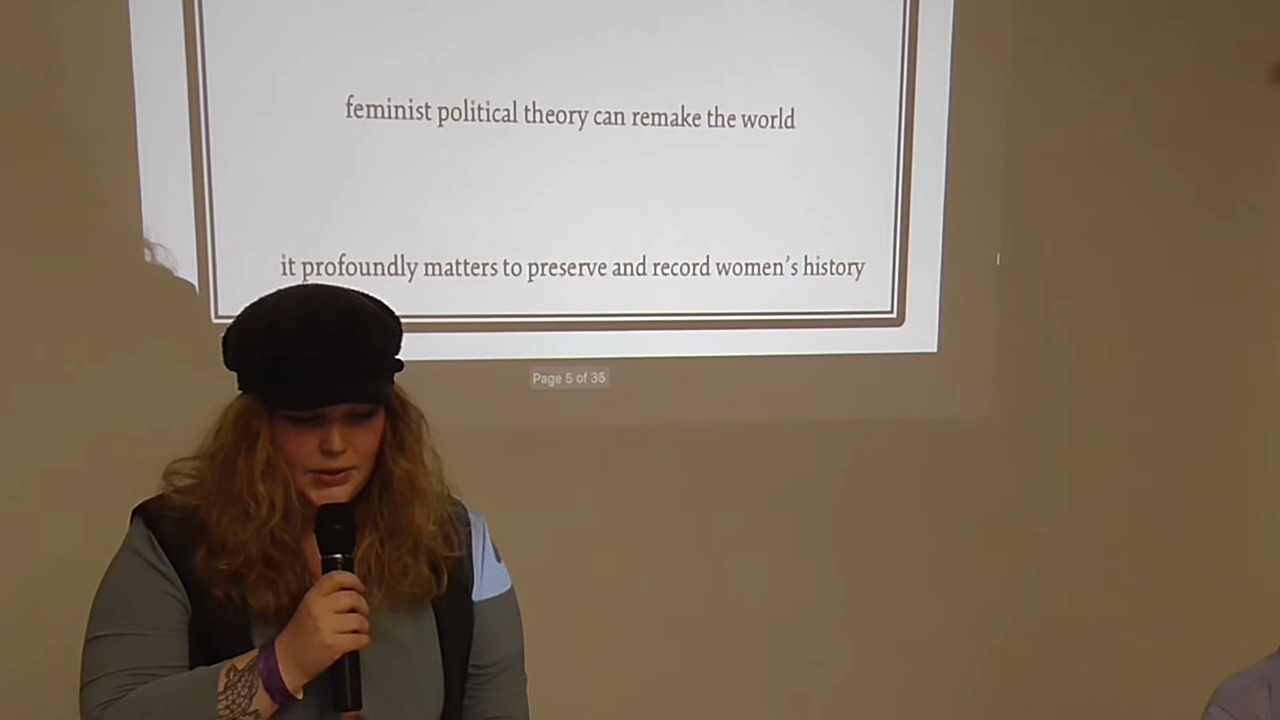 feminist political theory can remake the world
it profoundly matters to preserve and record women's history
Page 5 of 35